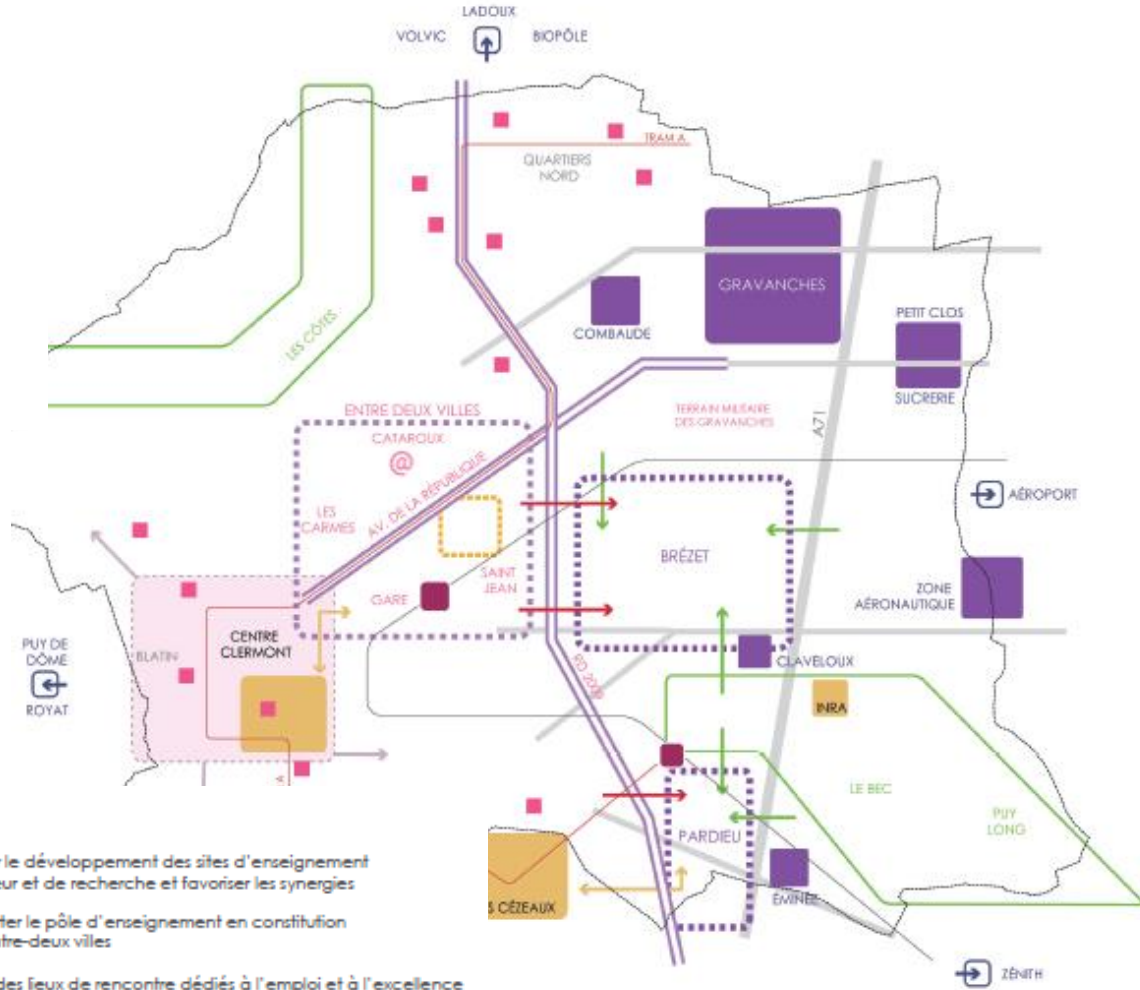 LADOUX
VOLVIC
BIOPÔLE
TRAM A
QUARTIERS
NORD
GRAVANCHES
LES CÔTES
COMBAUDE
PETIT CLOS
SUCRERIE
ENTRE DEUX VILLES
CATAROUX
@
TERRAIN MILITAIRE
DES GRAVANCHES
A71
AV. DE LA RÉPUBLIQUE
LES
CARMES
AÉROPORT
BRÉZET
SAINT
JEAN
GARE
ZONE
AÉRONAUTIQUE
PUY DE
DÔME
ROYAT
BLATIN
CENTRE
CLERMONT
CLAVELOUX
RD 2009
INRA
LE BEC
PUY
LONG
A
PARDIEU
ÉMINÉE
S CÉZEAUX
ZÉNITH
le développement des sites d'enseignement
eur et de recherche et favoriser les synergies
ter le pôle d'enseignement en constitution
tre-deux villes
des lieux de rencontre dédiés à l'emploi et à l'excellence